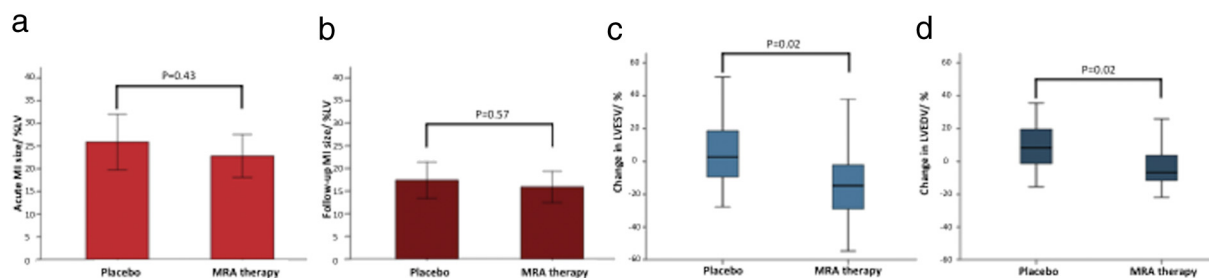 a
b
c
d
P=0.43
Acute MI size/ %LV
40
35
30
25
20
15
10
5
0
Placebo
MRA therapy
P=0.57
Follow-up MI size/ %LV
40
35
30
25
20
15
10
5
0
Placebo
MRA therapy
P=0.02
Change in LVESV/ %
60
40
20
0
-20
-40
-60
Placebo
MRA therapy
P=0.02
Change in LVEDV/ %
60
40
20
0
-20
-40
-60
Placebo
MRA therapy